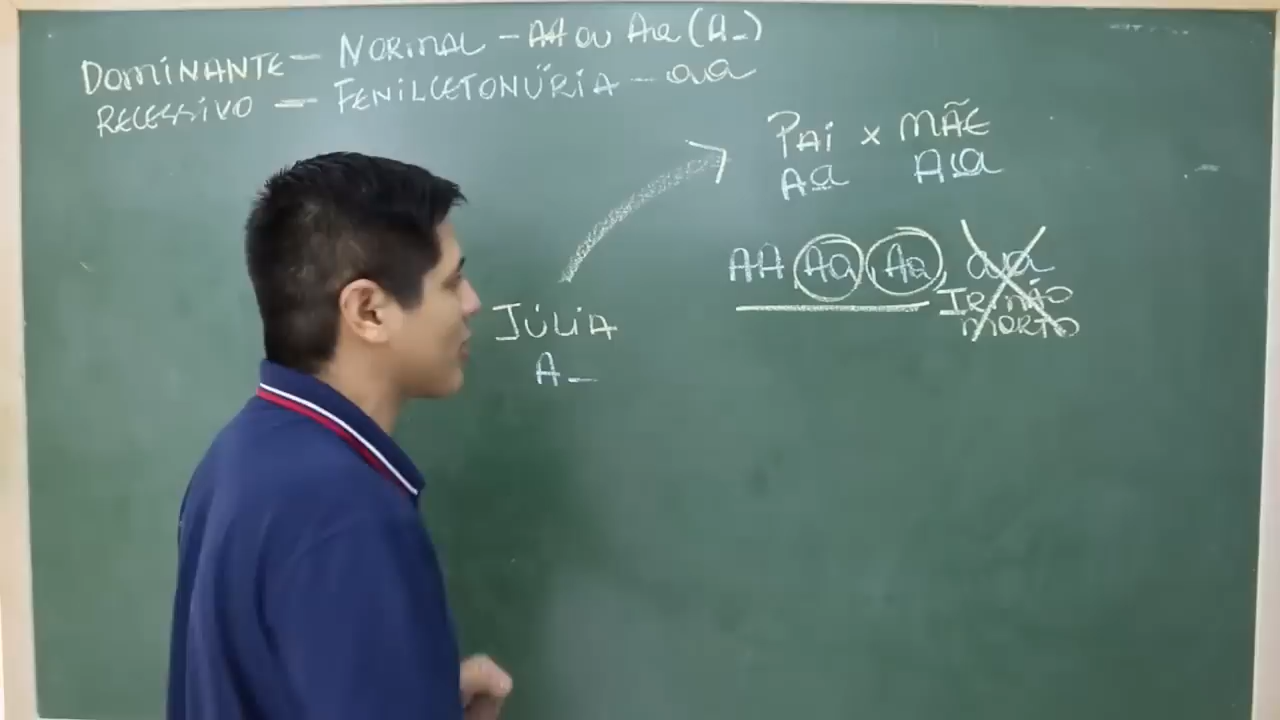 DOMINANTE - NORMAL - AA OU Aa (A_)
RECESSIVO - FENILCETONÚRIA - aa
PAI x MÃE
Aa Aa
AA Aa, Aa, aa
IRMÃO
MORTO
JÚLIA
A_